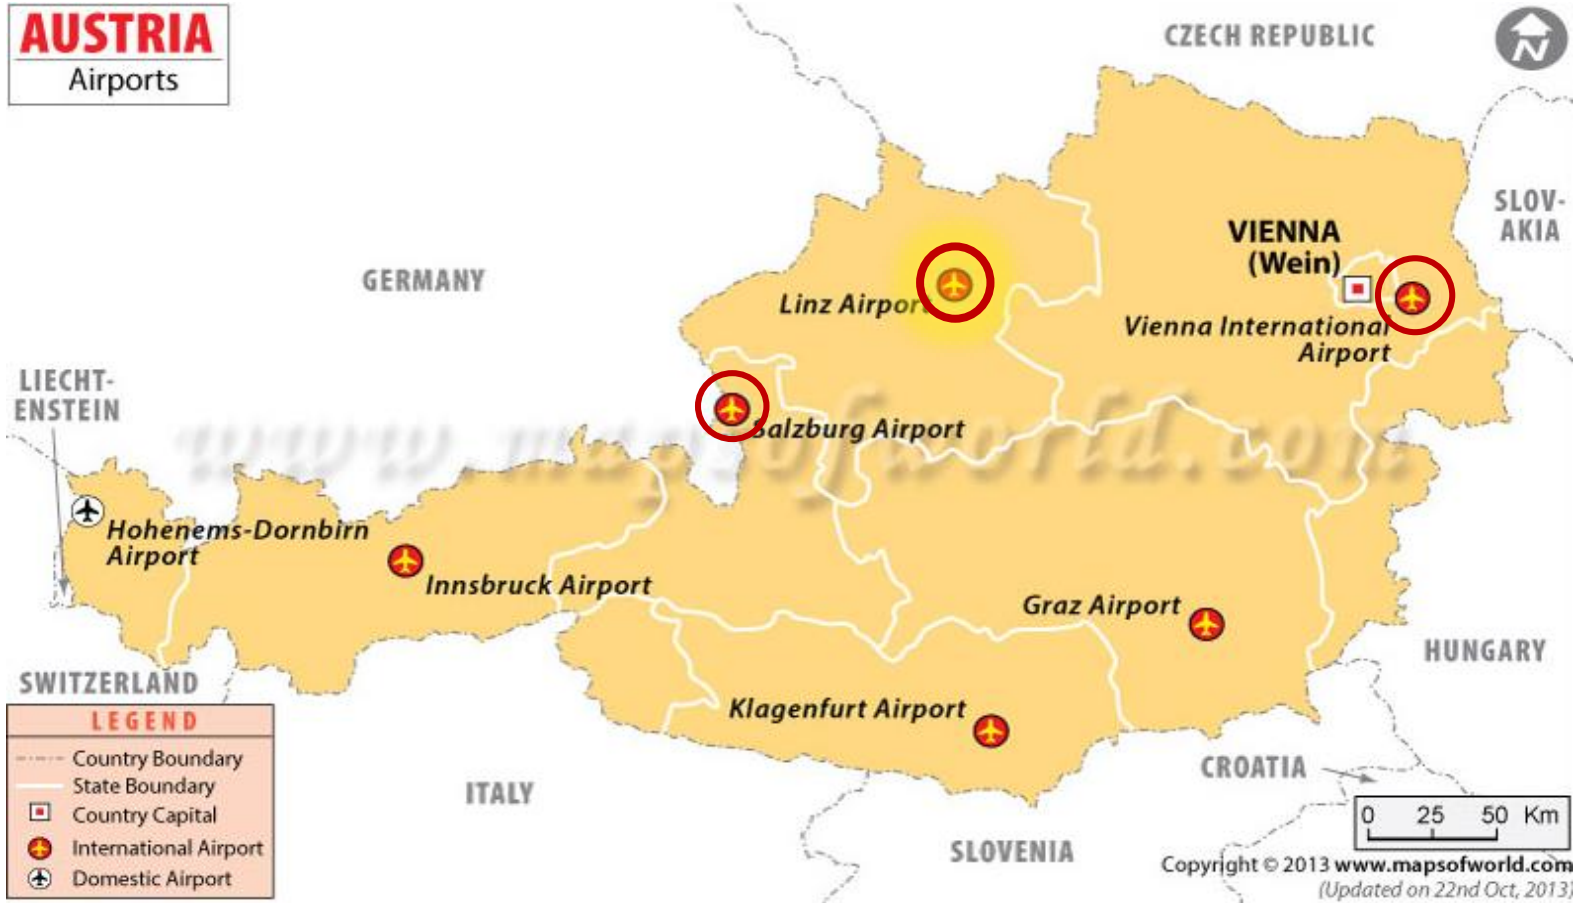 AUSTRIA
Airports
CZECH REPUBLIC
N
SLOV-
AKIA
VIENNA
(Wein)
GERMANY
Linz Airport
Vienna International
Airport
LIECHT-
ENSTEIN
www.mapsofworld.com
Salzburg Airport
Hohenems-Dornbirn
Airport
Innsbruck Airport
Graz Airport
HUNGARY
SWITZERLAND
Klagenfurt Airport
LEGEND
Country Boundary
State Boundary
Country Capital
International Airport
Domestic Airport
ITALY
CROATIA
SLOVENIA
0 25 50 Km
Copyright © 2013 www.mapsofworld.com
(Updated on 22nd Oct, 2013)